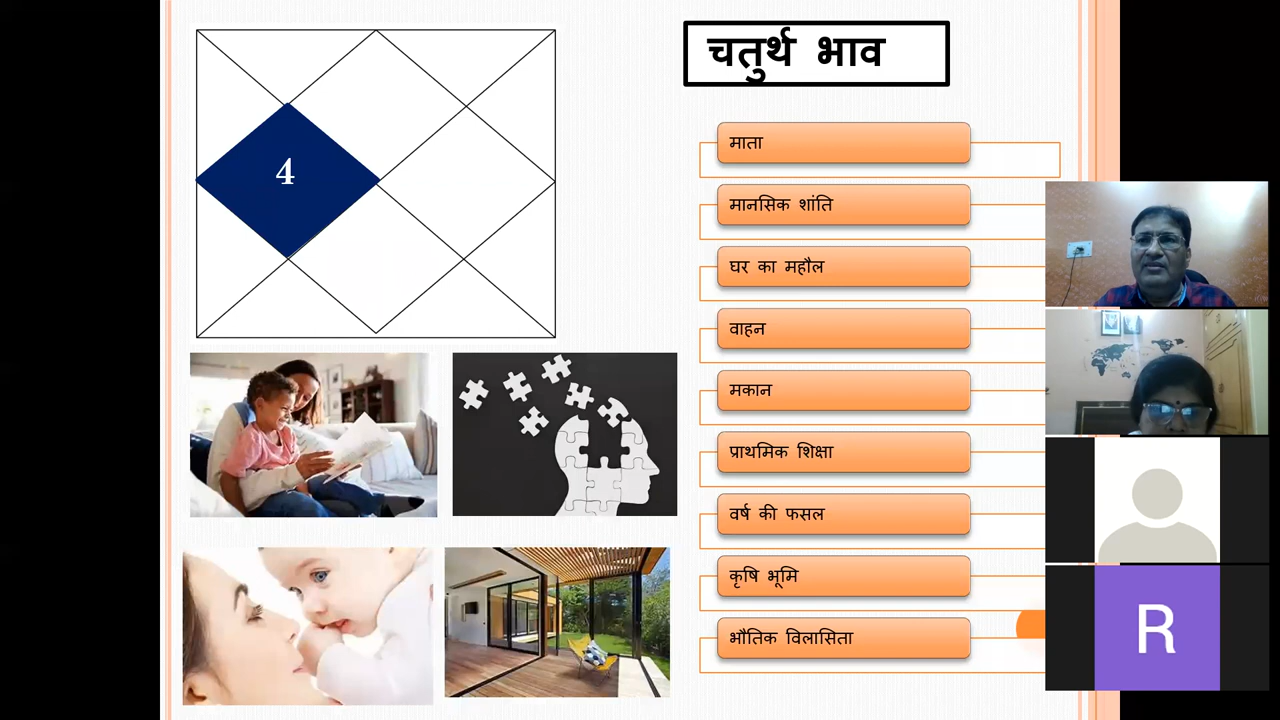 चतुर्थ भाव
4
माता
मानसिक शांति
घर का महौल
वाहन
मकान
प्राथमिक शिक्षा
वर्ष की फसल
कृषि भूमि
भौतिक विलासिता
R